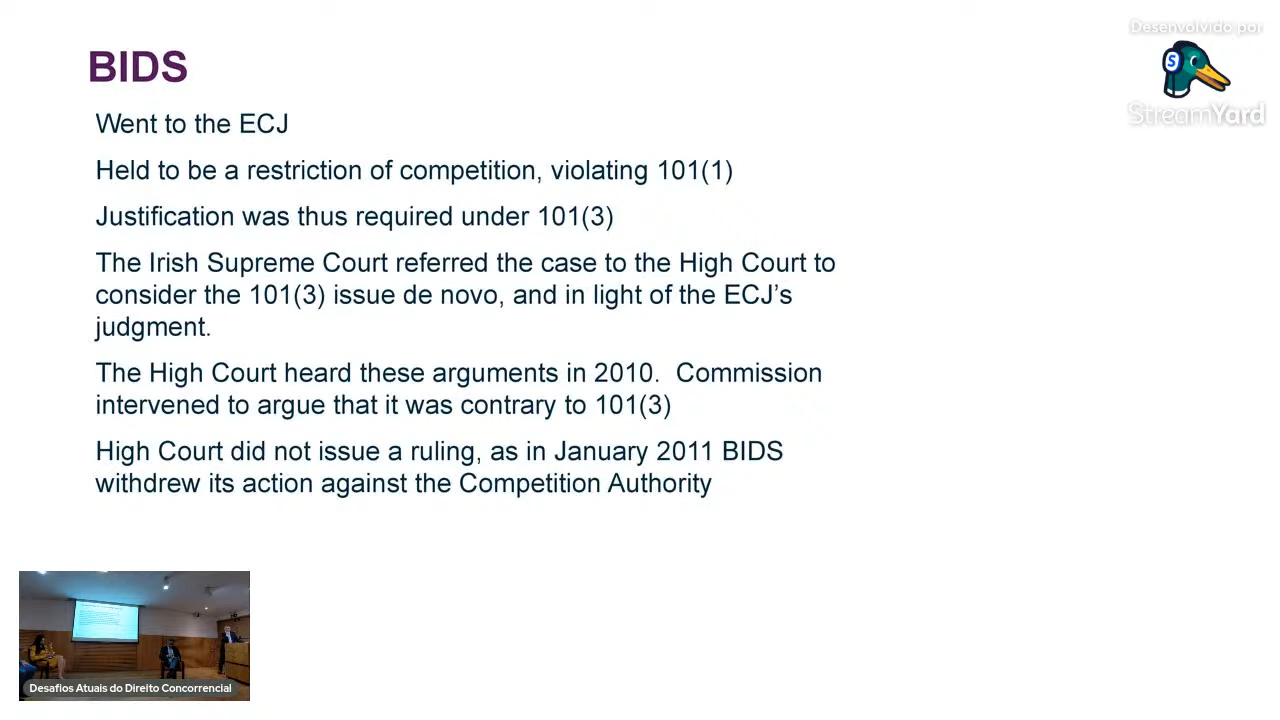 Desenvolvido por
StreamYard
BIDS
Went to the ECJ
Held to be a restriction of competition, violating 101(1)
Justification was thus required under 101(3)
The Irish Supreme Court referred the case to the High Court to
consider the 101(3) issue de novo, and in light of the ECJ’s
judgment.
The High Court heard these arguments in 2010.  Commission
intervened to argue that it was contrary to 101(3)
High Court did not issue a ruling, as in January 2011 BIDS
withdrew its action against the Competition Authority
Desafios Atuais do Direito Concorrencial